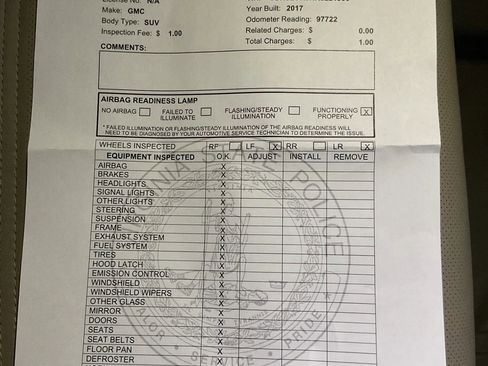 License No: N/A
Make: GMC Year Built: 2017
Body Type: SUV Odometer Reading: 97722
Inspection Fee: $ 1.00 Related Charges: $ 0.00
Total Charges: $ 1.00
COMMENTS:
AIRBAG READINESS LAMP
NO AIRBAG FAILED TO ILLUMINATE FLASHING/STEADY ILLUMINATION FUNCTIONING PROPERLY X
* FAILED ILLUMINATION OR FLASHING/STEADY ILLUMINATION OF THE AIRBAG READINESS WILL
NEED TO BE DIAGNOSED BY YOUR AUTOMOTIVE SERVICE TECHNICIAN TO DETERMINE THE ISSUE.
WHEELS INSPECTED RF LF X RR LR X
EQUIPMENT INSPECTED O.K. ADJUST INSTALL REMOVE
AIRBAG X
BRAKES X
HEADLIGHTS X
SIGNAL LIGHTS X
OTHER LIGHTS X
STEERING X
SUSPENSION X
FRAME X
EXHAUST SYSTEM X
FUEL SYSTEM X
TIRES X
HOOD LATCH X
EMISSION CONTROL X
WINDSHIELD X
WINDSHIELD WIPERS X
OTHER GLASS X
MIRROR X
DOORS X
SEATS X
SEAT BELTS X
FLOOR PAN X
DEFROSTER X
STATE POLICE
VALOR SERVICE PRIDE